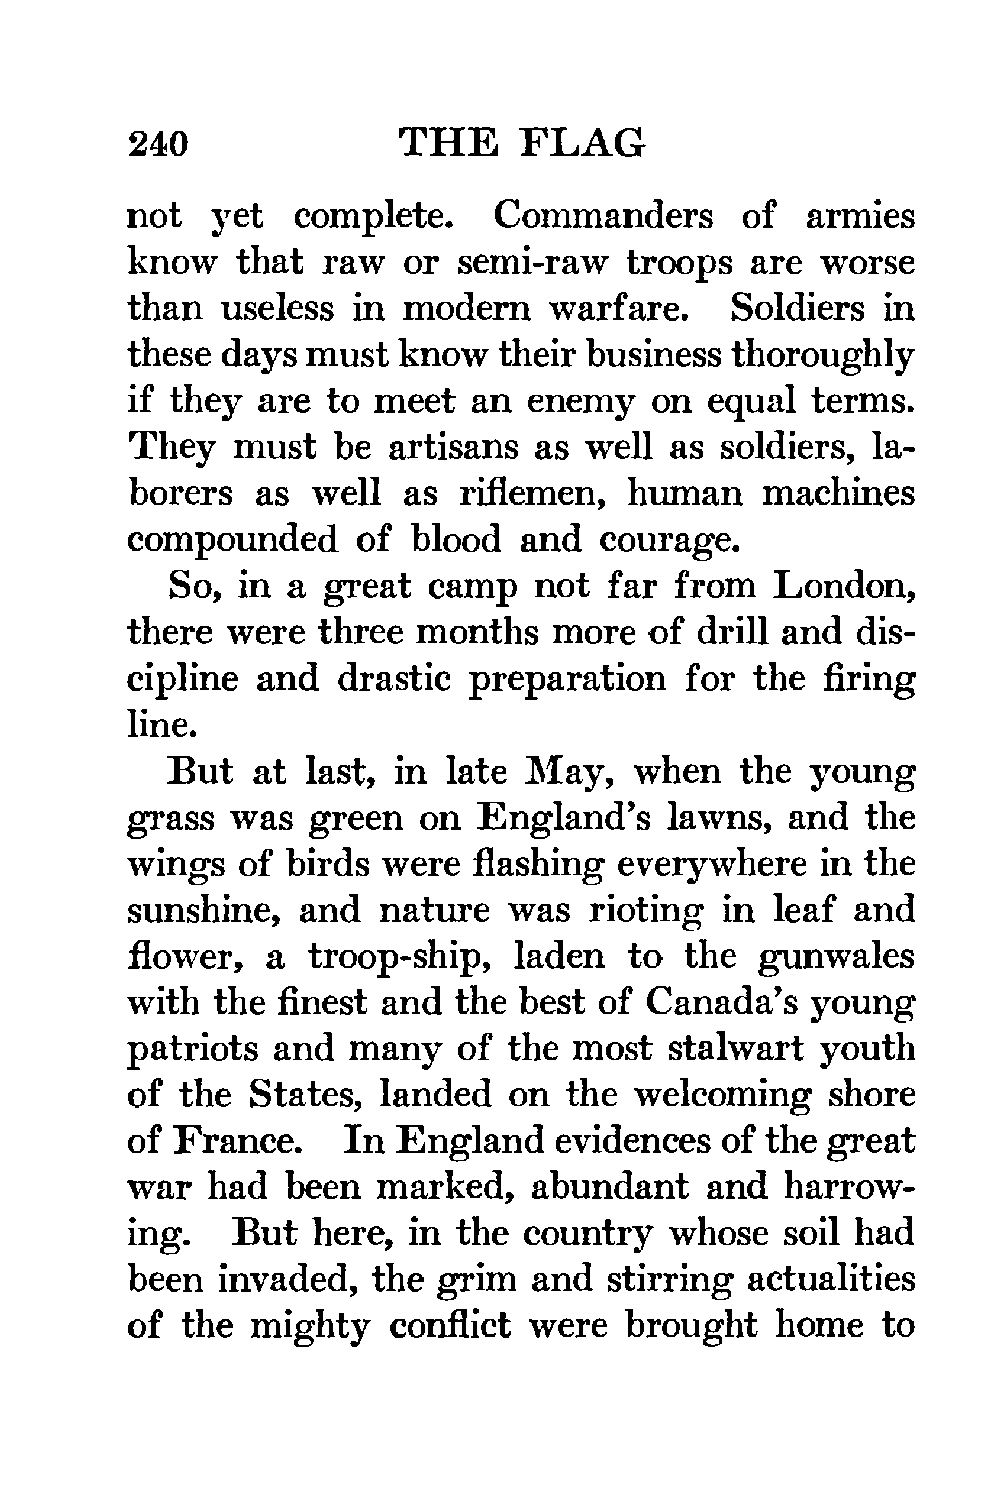 240 THE FLAG
not yet complete. Commanders of armies
know that raw or semi-raw troops are worse
than useless in modern warfare. Soldiers in
these days must know their business thoroughly
if they are to meet an enemy on equal terms.
They must be artisans as well as soldiers, la-
borers as well as riflemen, human machines
compounded of blood and courage.
So, in a great camp not far from London,
there were three months more of drill and dis-
cipline and drastic preparation for the firing
line.
But at last, in late May, when the young
grass was green on England's lawns, and the
wings of birds were flashing everywhere in the
sunshine, and nature was rioting in leaf and
flower, a troop-ship, laden to the gunwales
with the finest and the best of Canada's young
patriots and many of the most stalwart youth
of the States, landed on the welcoming shore
of France. In England evidences of the great
war had been marked, abundant and harrow-
ing. But here, in the country whose soil had
been invaded, the grim and stirring actualities
of the mighty conflict were brought home to